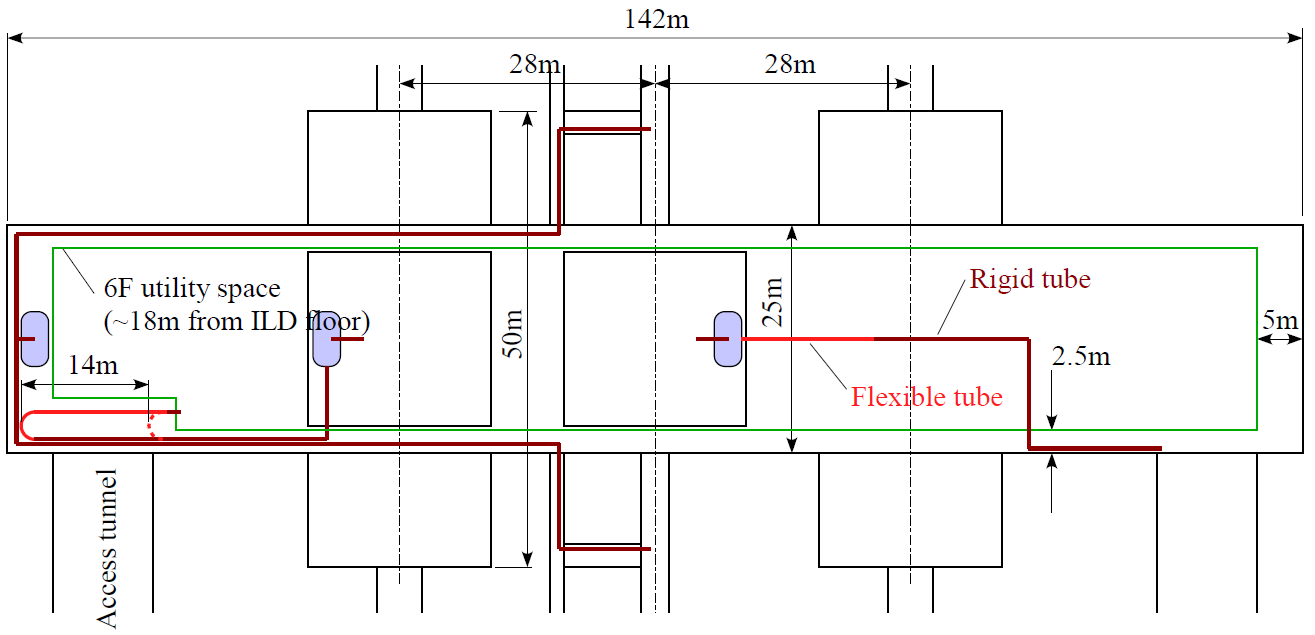 142m
28m
28m
6F utility space
(~18m from ILD floor)
14m
50m
25m
Rigid tube
5m
2.5m
Flexible tube
Access tunnel